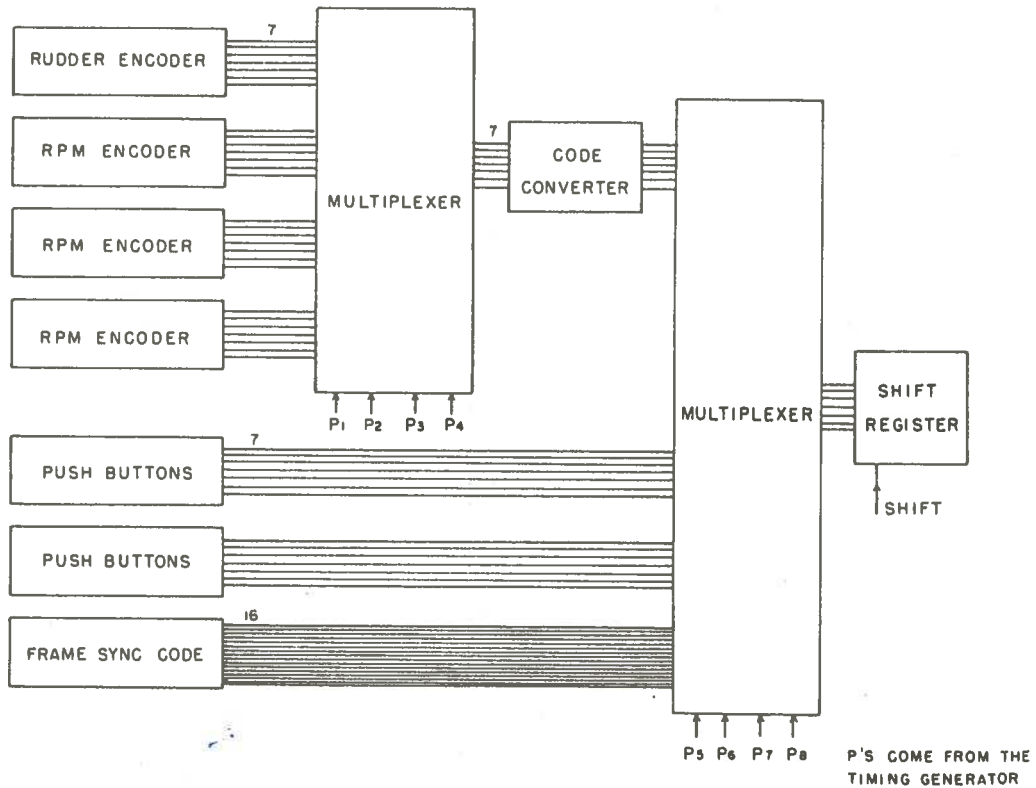 7
RUDDER ENCODER
RPM ENCODER
RPM ENCODER
RPM ENCODER
MULTIPLEXER
P1 P2 P3 P4
7
CODE
CONVERTER
7
PUSH BUTTONS
PUSH BUTTONS
16
FRAME SYNC CODE
MULTIPLEXER
P5 P6 P7 P8
SHIFT
REGISTER
SHIFT
P'S COME FROM THE
TIMING GENERATOR